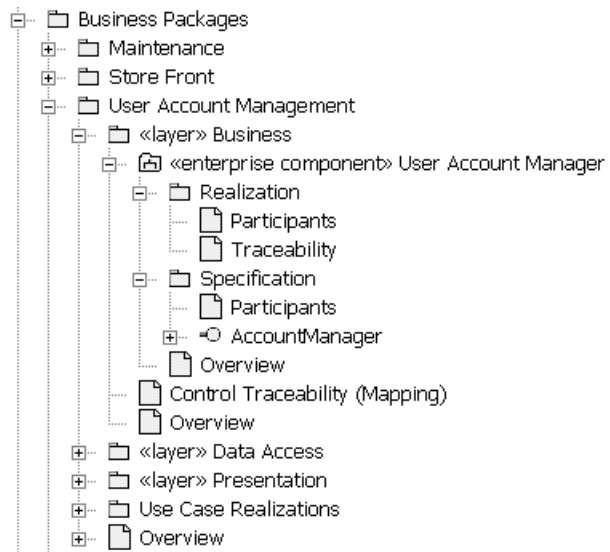 Business Packages
Maintenance
Store Front
User Account Management
«layer» Business
«enterprise component» User Account Manager
Realization
Participants
Traceability
Specification
Participants
AccountManager
Overview
Control Traceability (Mapping)
Overview
«layer» Data Access
«layer» Presentation
Use Case Realizations
Overview